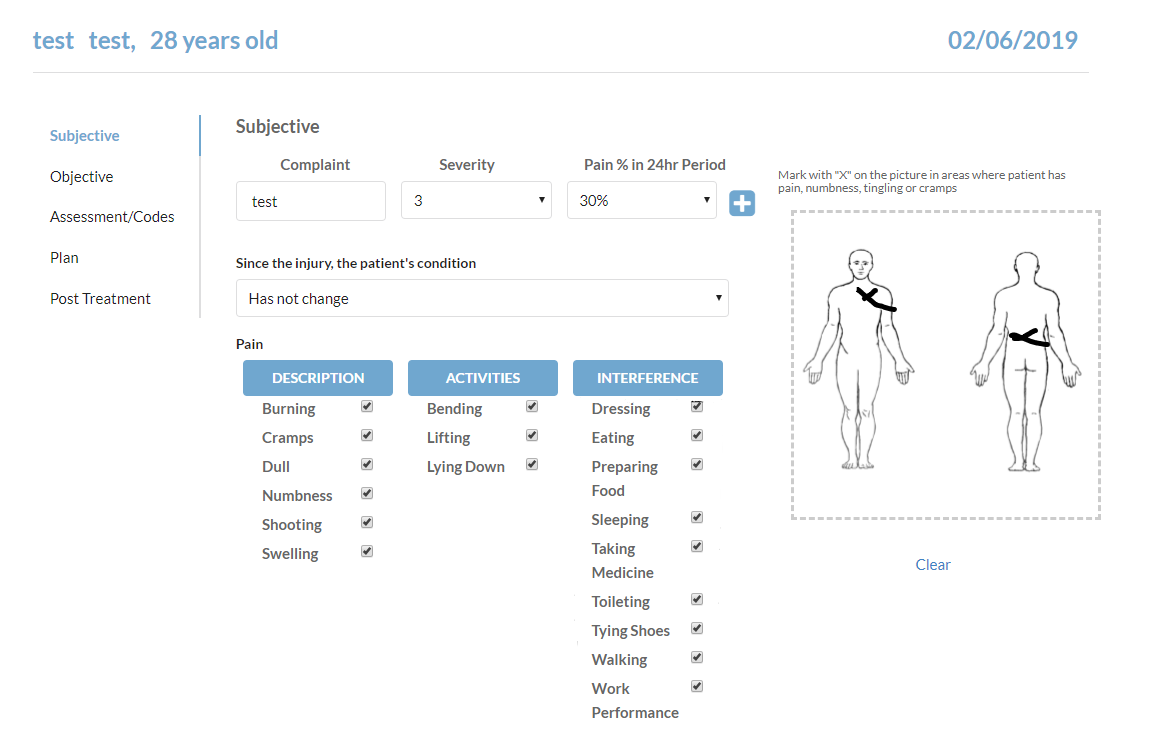 test test, 28 years old
02/06/2019
Subjective
Objective
Assessment/Codes
Plan
Post Treatment
Subjective
Complaint Severity Pain % in 24hr Period
test 3 30%
Since the injury, the patient's condition
Has not change
Pain
DESCRIPTION
Burning
Cramps
Dull
Numbness
Shooting
Swelling
ACTIVITIES
Bending
Lifting
Lying Down
INTERFERENCE
Dressing
Eating
Preparing
Food
Sleeping
Taking
Medicine
Toileting
Tying Shoes
Walking
Work
Performance
Mark with "X" on the picture in areas where patient has
pain, numbness, tingling or cramps
Clear